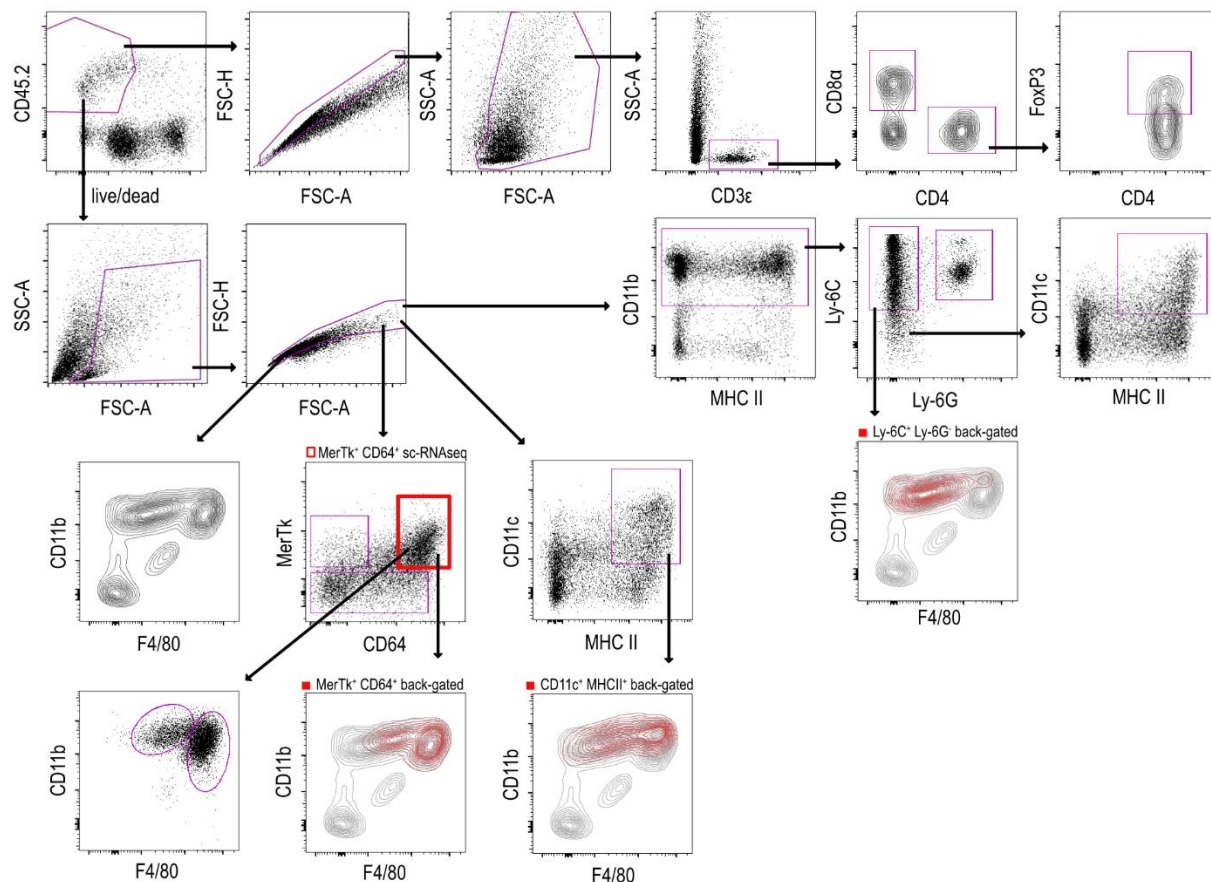 CD45.2
live/dead
FSC-H
FSC-A
SSC-A
FSC-A
SSC-A
CD3ε
CD8α
CD4
FoxP3
CD4
SSC-A
FSC-A
FSC-H
FSC-A
CD11b
MHC II
Ly-6C
Ly-6G
CD11c
MHC II
CD11b
F4/80
MerTk⁺ CD64⁺ sc-RNAseq
MerTk
CD64
CD11c
MHC II
Ly-6C⁺ Ly-6G⁻ back-gated
CD11b
F4/80
CD11b
F4/80
MerTk⁺ CD64⁺ back-gated
CD11b
F4/80
CD11c⁺ MHCII⁺ back-gated
CD11b
F4/80